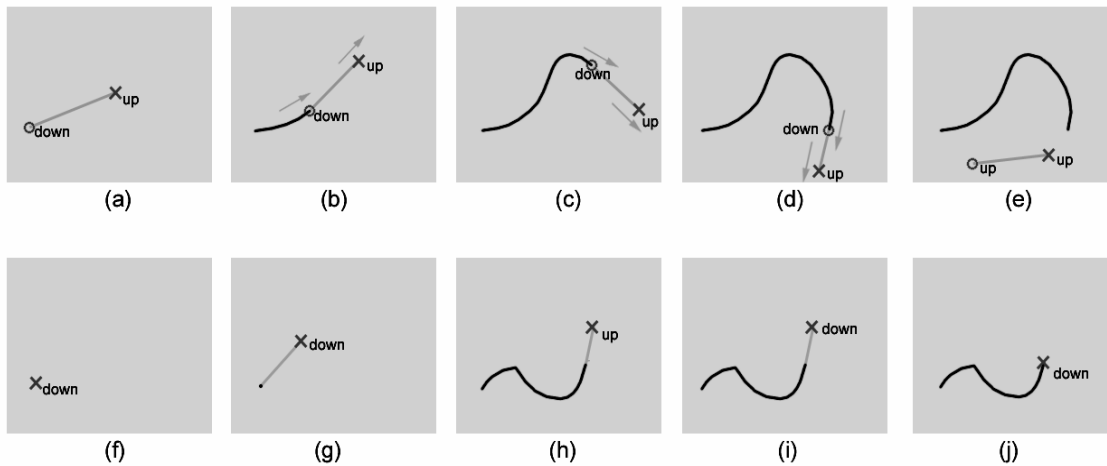 down up
down up
down up
down up
up up
(a) (b) (c) (d) (e)
down
down
up
down
down
(f) (g) (h) (i) (j)